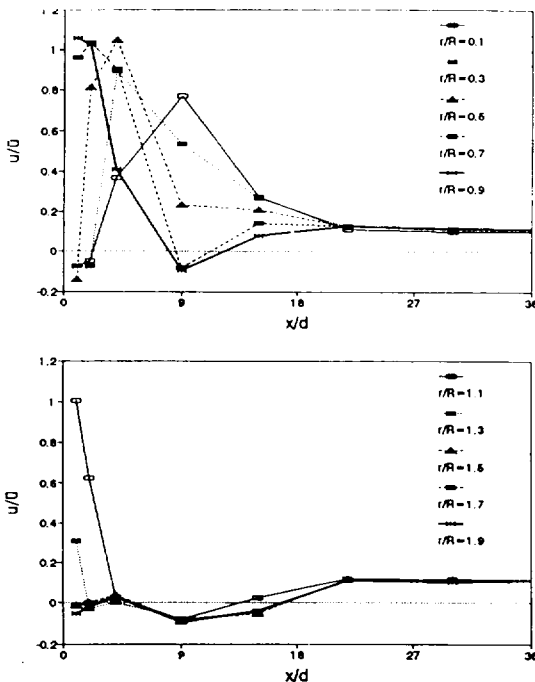 1.2
1
0.8
0.6
0.4
0.2
0
-0.2
u/ū
0 9 18 27 36
x/d
r/R=0.1
r/R=0.3
r/R=0.5
r/R=0.7
r/R=0.9
1.2
1
0.8
0.6
0.4
0.2
0
-0.2
u/ū
0 9 18 27 36
x/d
r/R=1.1
r/R=1.3
r/R=1.5
r/R=1.7
r/R=1.9